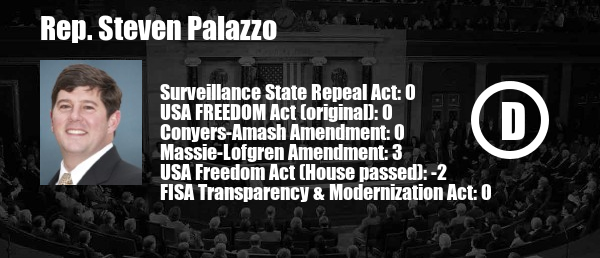 Rep. Steven Palazzo
Surveillance State Repeal Act: 0
USA FREEDOM Act (original): 0
Conyers-Amash Amendment: 0
Massie-Lofgren Amendment: 3
USA Freedom Act (House passed): -2
FISA Transparency & Modernization Act: 0
D